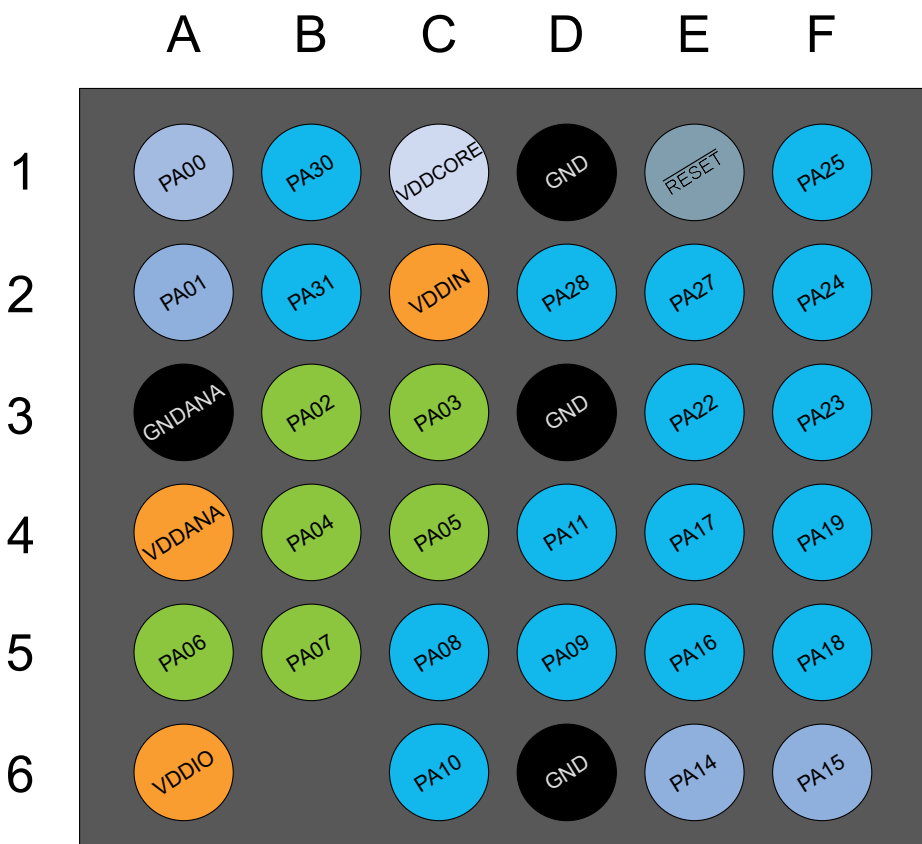 A B C D E F
1 PA00 PA30 VDDCORE GND RESET PA25
2 PA01 PA31 VDDIN PA28 PA27 PA24
3 GNDANA PA02 PA03 GND PA22 PA23
4 VDDANA PA04 PA05 PA11 PA17 PA19
5 PA06 PA07 PA08 PA09 PA16 PA18
6 VDDIO PA10 GND PA14 PA15